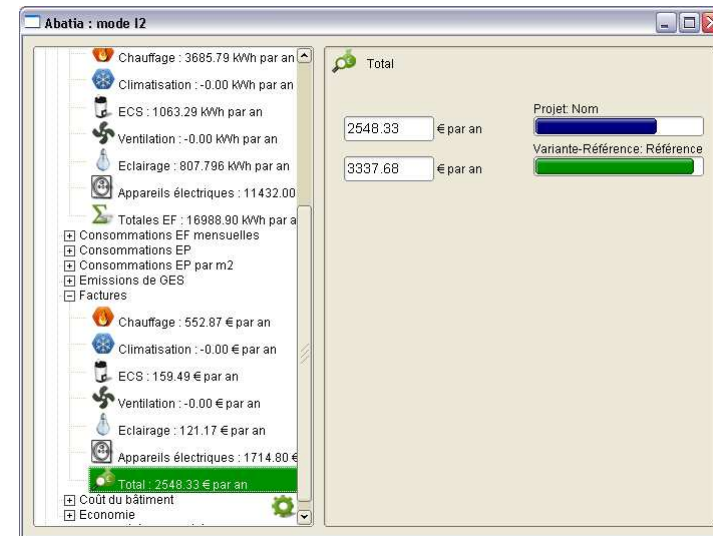 Abatia : mode I2
Chauffage : 3685.79 kWh par an
Climatisation : -0.00 kWh par an
ECS : 1063.29 kWh par an
Ventilation : -0.00 kWh par an
Eclairage : 807.796 kWh par an
Appareils électriques : 11432.00
Totales EF : 16988.90 kWh par a
Consommations EF mensuelles
Consommations EP
Consommations EP par m2
Emissions de GES
Factures
Chauffage : 552.87 € par an
Climatisation : -0.00 € par an
ECS : 159.49 € par an
Ventilation : -0.00 € par an
Eclairage : 121.17 € par an
Appareils électriques : 1714.80 €
Total : 2548.33 € par an
Coût du bâtiment
Economie
Total
2548.33 € par an
Projet: Nom
3337.68 € par an
Variante-Référence: Référence